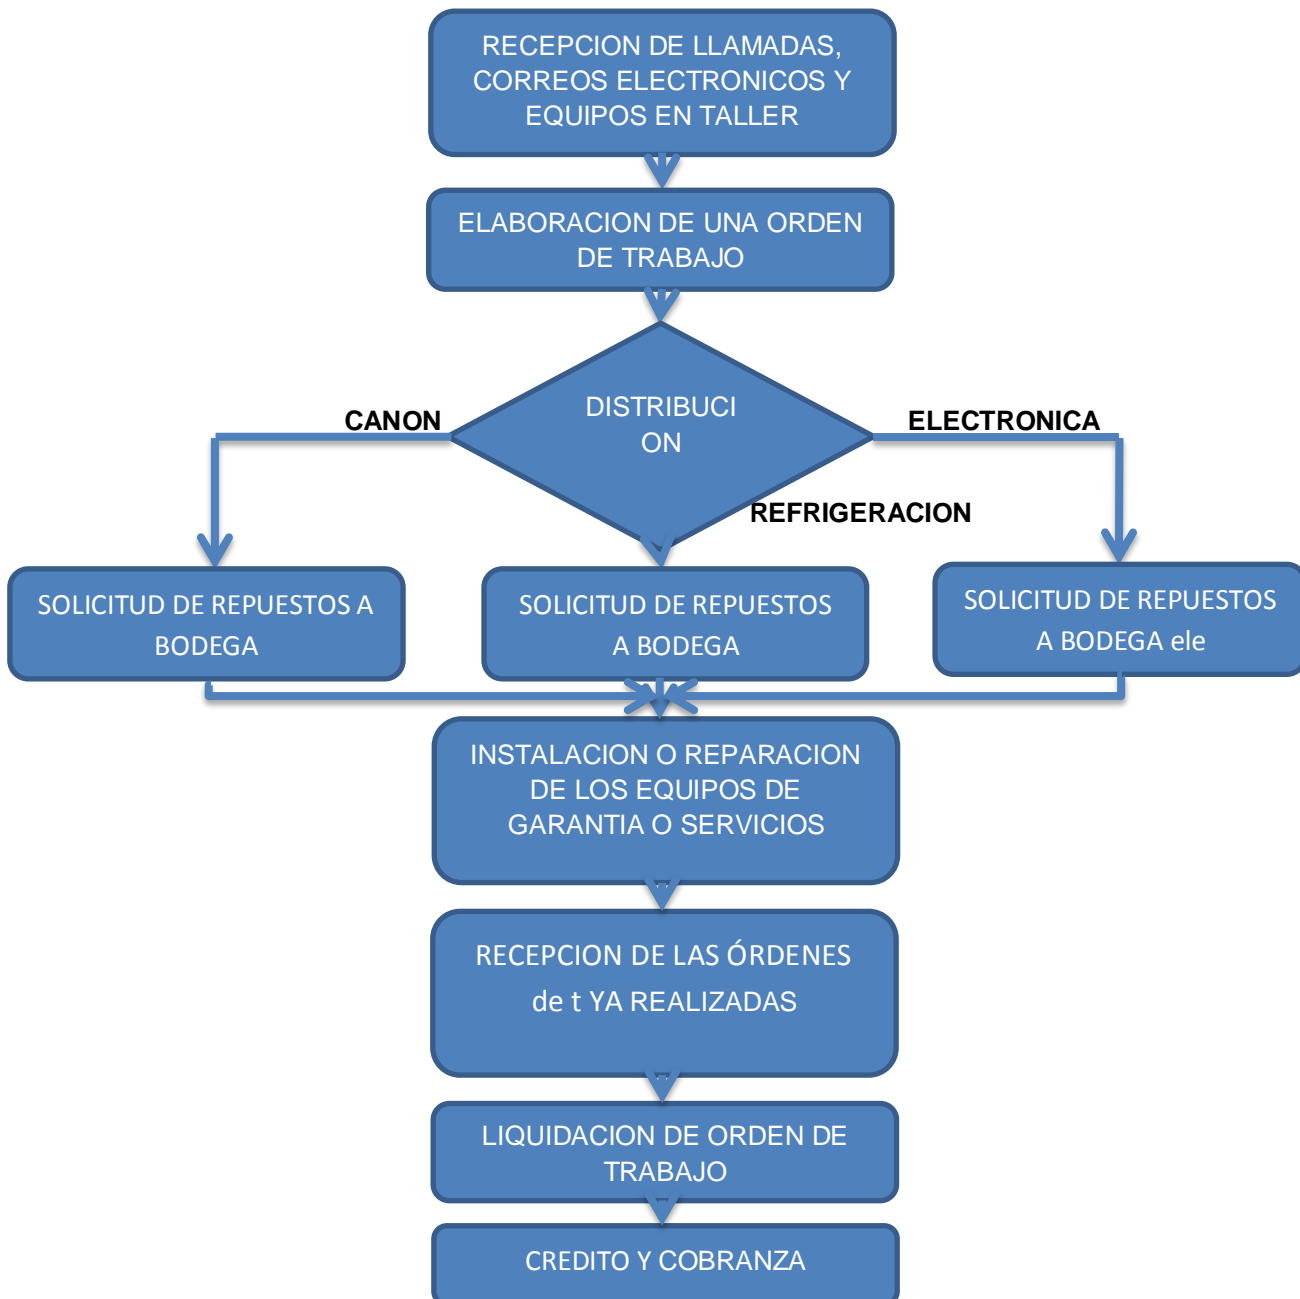 RECEPCION DE LLAMADAS,
CORREOS ELECTRONICOS Y
EQUIPOS EN TALLER
ELABORACION DE UNA ORDEN
DE TRABAJO
DISTRIBUCI
ON
CANON
ELECTRONICA
REFRIGERACION
SOLICITUD DE REPUESTOS A
BODEGA
SOLICITUD DE REPUESTOS
A BODEGA
SOLICITUD DE REPUESTOS
A BODEGA ele
INSTALACION O REPARACION
DE LOS EQUIPOS DE
GARANTIA O SERVICIOS
RECEPCION DE LAS ÓRDENES
de t YA REALIZADAS
LIQUIDACION DE ORDEN DE
TRABAJO
CREDITO Y COBRANZA